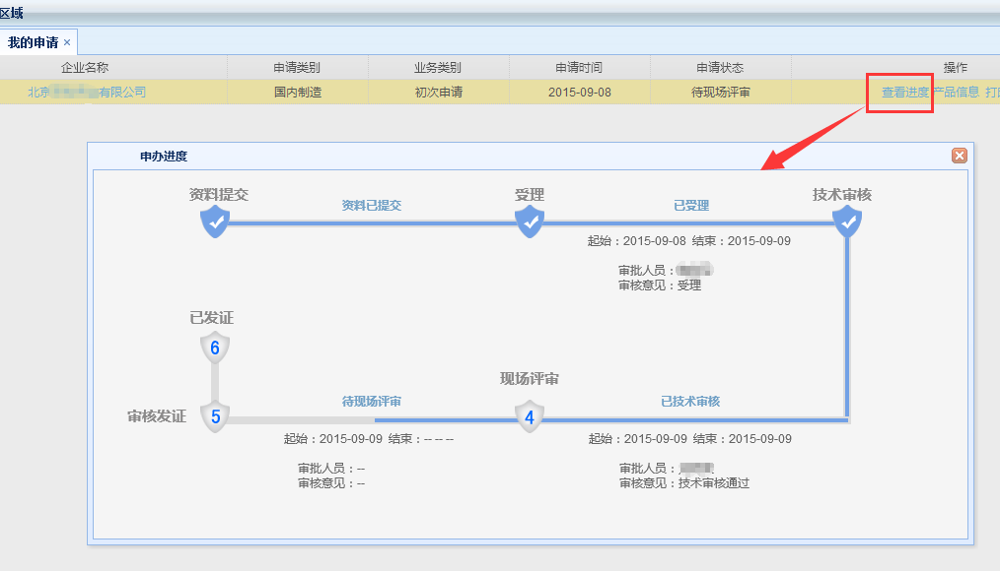 区域
我的申请 ×
企业名称 申请类别 业务类别 申请时间 申请状态 操作
北京 有限公司 国内制造 初次申请 2015-09-08 待现场评审 查看进度 产品信息 打
申办进度
资料提交 资料已提交 受理 已受理 技术审核
起始：2015-09-08 结束：2015-09-09
审批人员：
审核意见：受理
已发证
6
现场评审
审核发证 5 待现场评审 4 已技术审核
起始：2015-09-09 结束：-- -- --
起始：2015-09-09 结束：2015-09-09
审批人员：--
审核意见：--
审批人员：
审核意见：技术审核通过